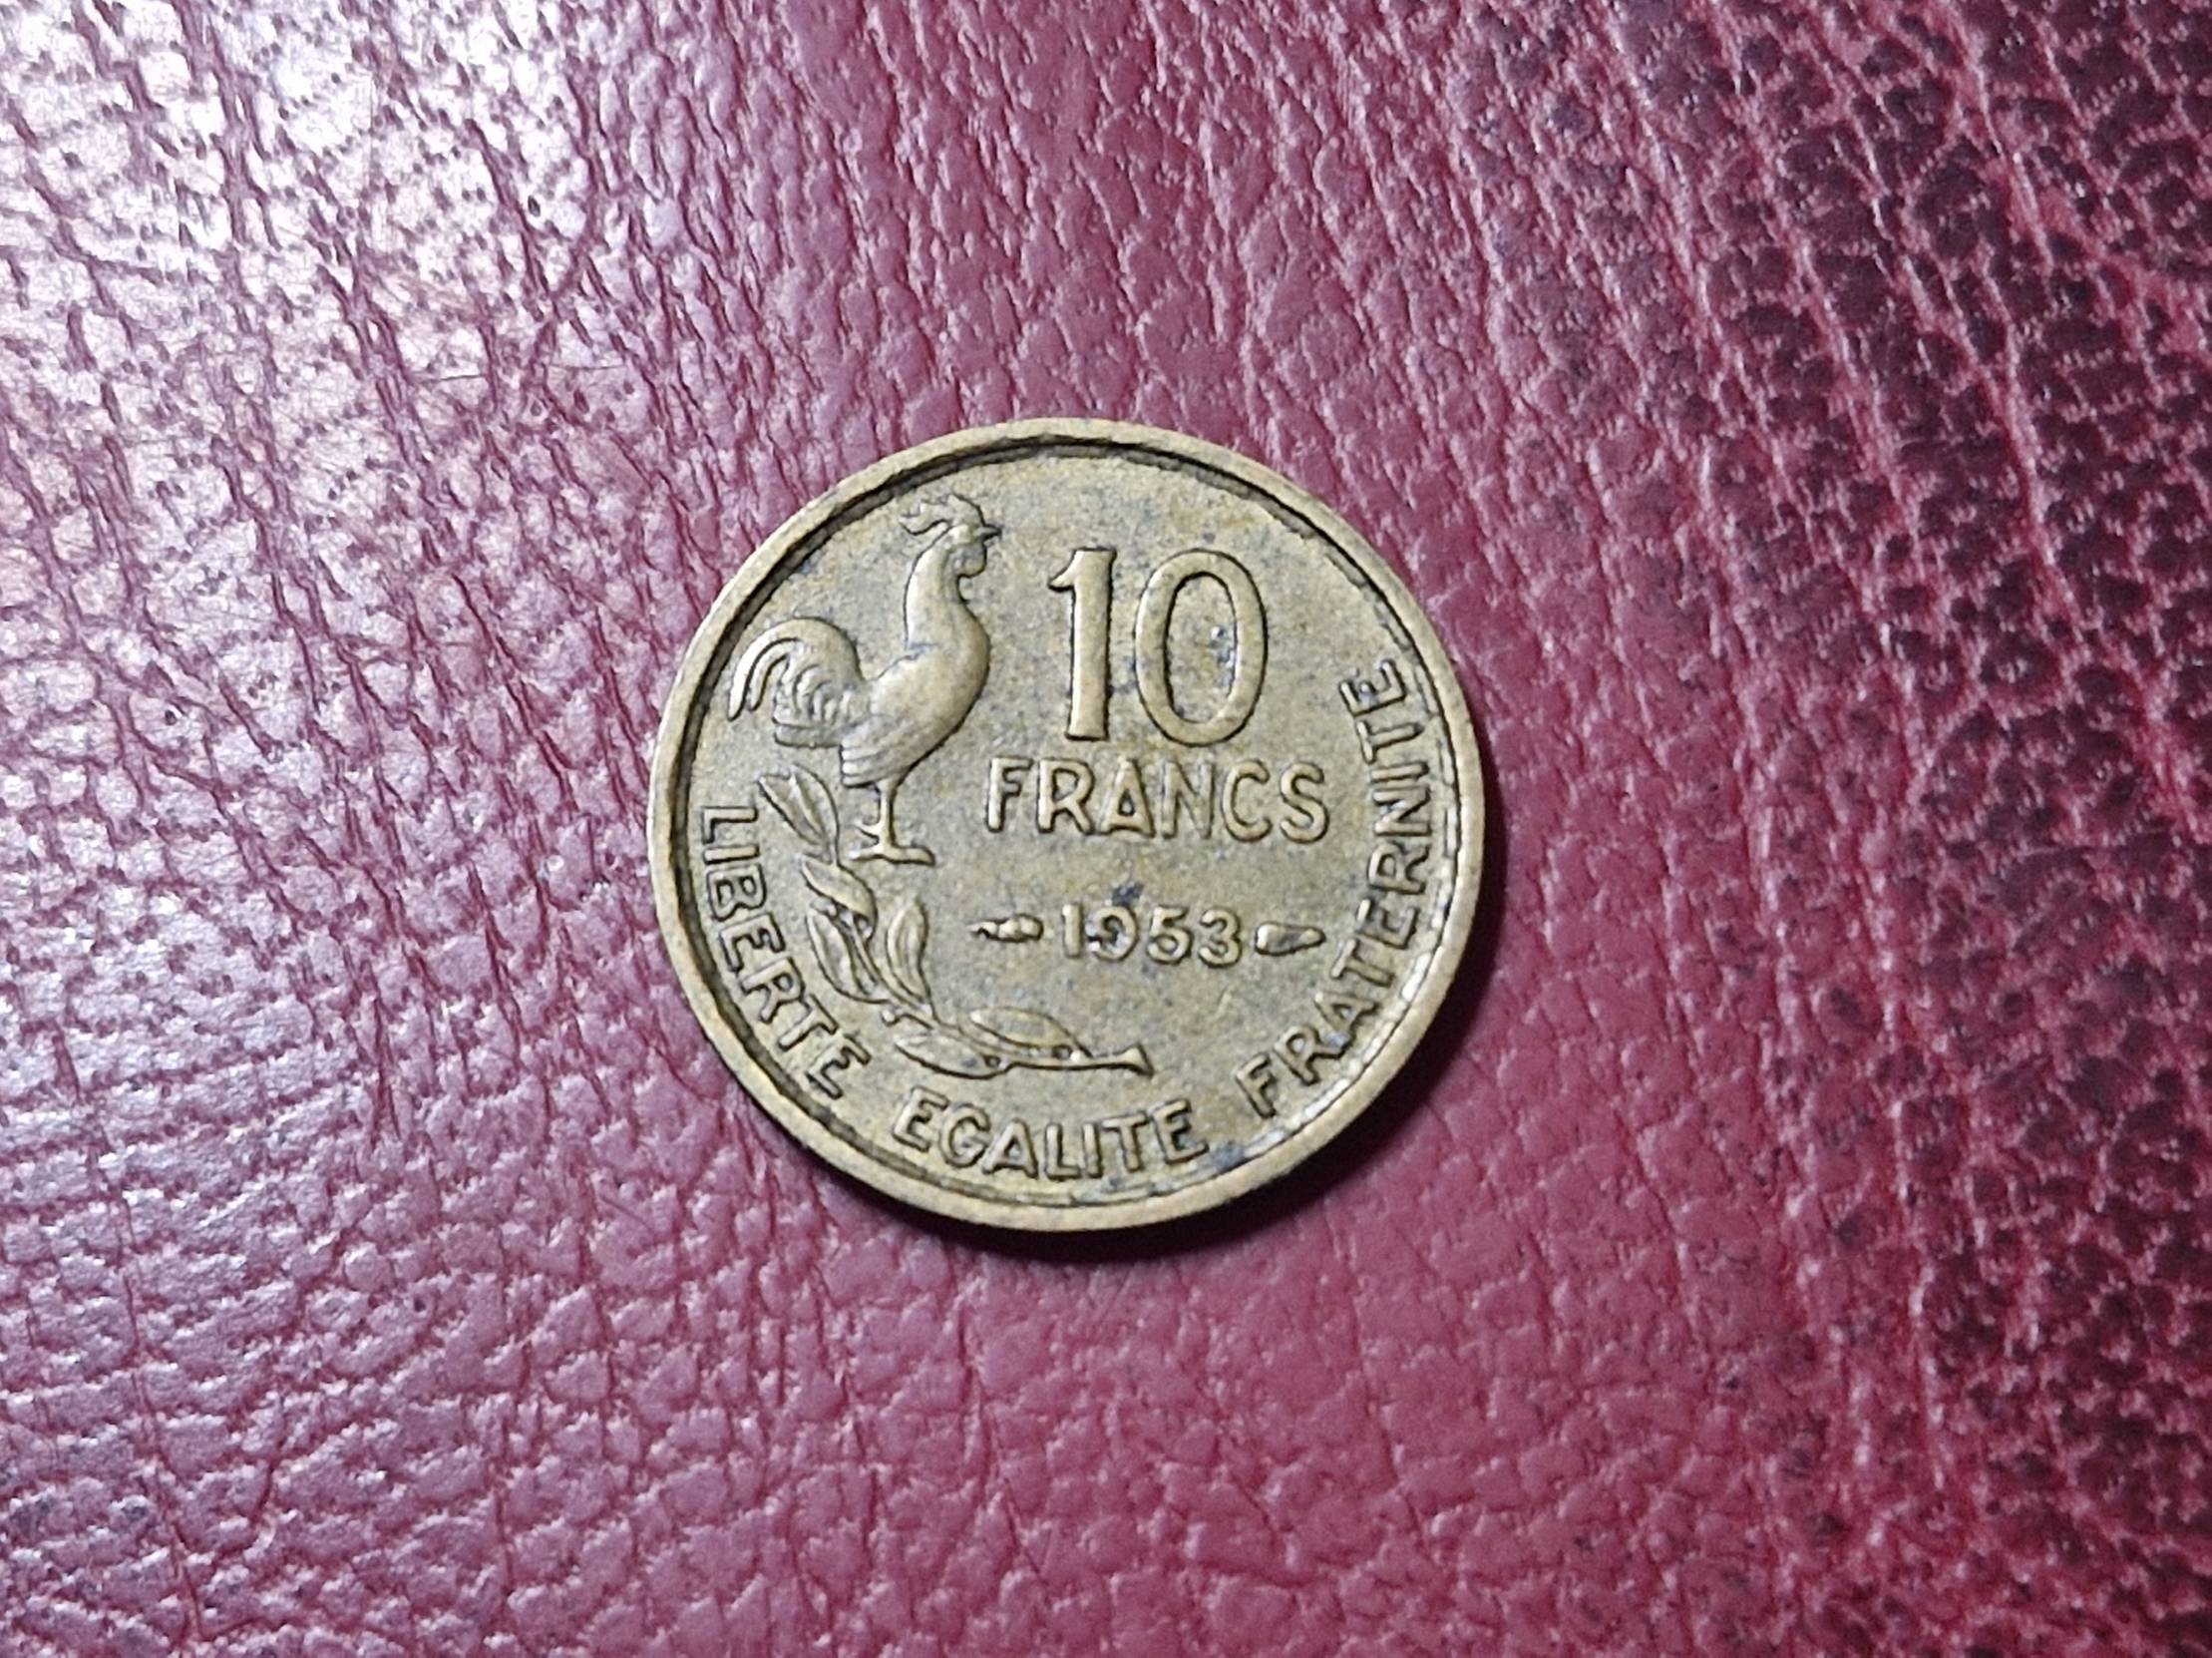 10
FRANCS
1953
LIBERTE EGALITE FRATERNITE